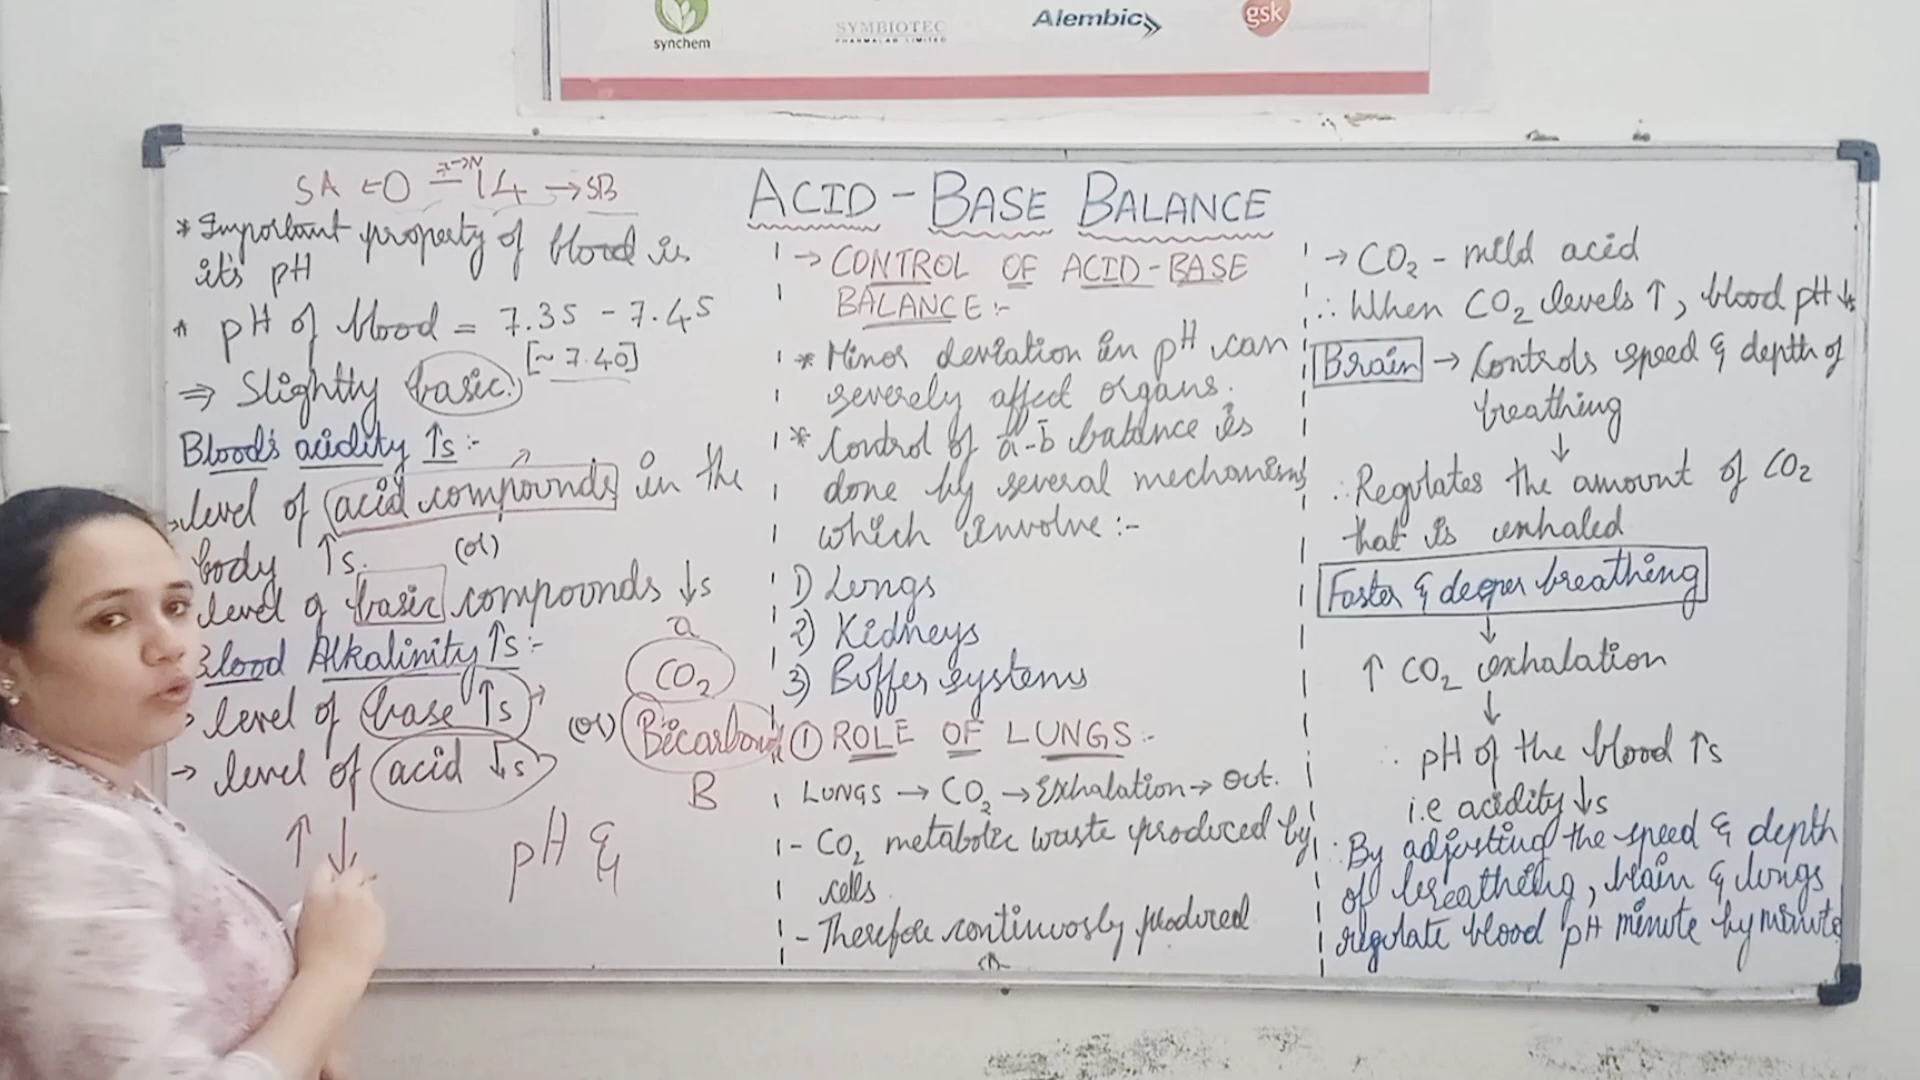 synchem
SYMBIOTEC
PHARMALAB LIMITED
Alembic
gsk
ACID - BASE BALANCE
SA ← 0 — 14 → SB
7→N
* Important property of blood is
it's pH
* pH of blood = 7.35 - 7.45
[~ 7.40]
⇒ Slightly basic.
Blood's acidity ↑s :-
→ level of acid compounds in the
body ↑s. (or)
level of basic compounds ↓s
Blood Alkalinity ↑s :-
→ level of base ↑s (or)
→ level of acid ↓s
a
CO₂
Bicarbon
B
↑ ↓
pH &
→ CONTROL OF ACID-BASE
BALANCE :-
* Minor deviation in pH can
severely affect organs.
* Control of a-b balance is
done by several mechanisms
which involve :-
1) Lungs
2) Kidneys
3) Buffer systems
① ROLE OF LUNGS :-
LUNGS → CO₂ → Exhalation → Out.
- CO₂ metabolic waste produced by
cells.
- Therefore continuosly produred
→ CO₂ - mild acid
∴ When CO₂ levels ↑, blood pH ↓s
Brain → Controls speed & depth of
breathing
↓
∴ Regulates the amount of CO₂
that is exhaled
Faster & deeper breathing
↓
↑ CO₂ exhalation
↓
∴ pH of the blood ↑s
i.e acidity ↓s
∴ By adjusting the speed & depth
of breathing, brain & lungs
regulate blood pH minute by minute